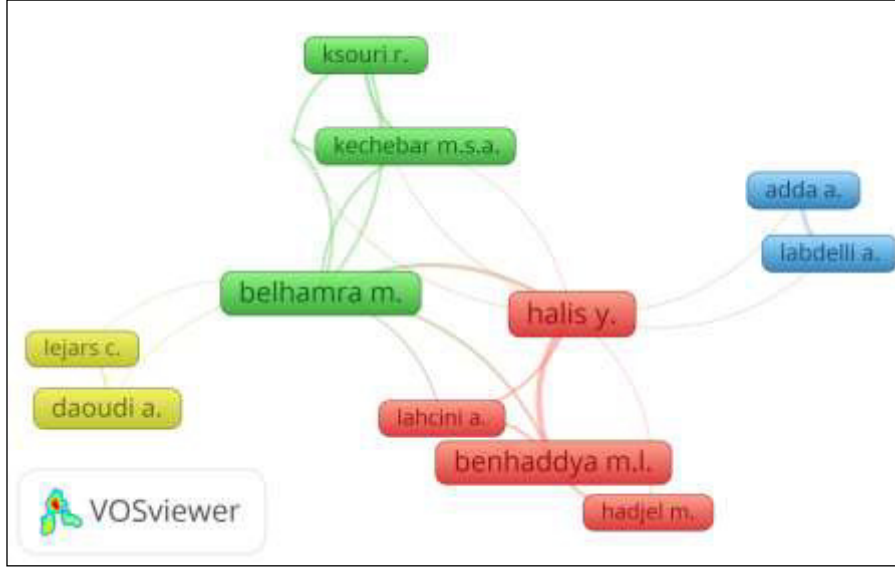 ksouri r.
kechebar m.s.a.
adda a.
labdelli a.
belhamra m.
halis y.
lejars c.
daoudi a.
lahcini a.
benhaddya m.l.
hadjel m.
VOSviewer